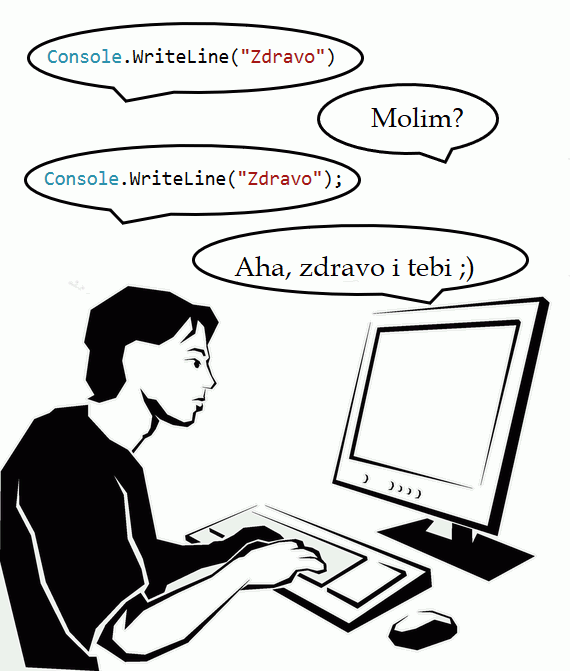 Console.WriteLine("Zdravo")
Molim?
Console.WriteLine("Zdravo");
Aha, zdravo i tebi ;)